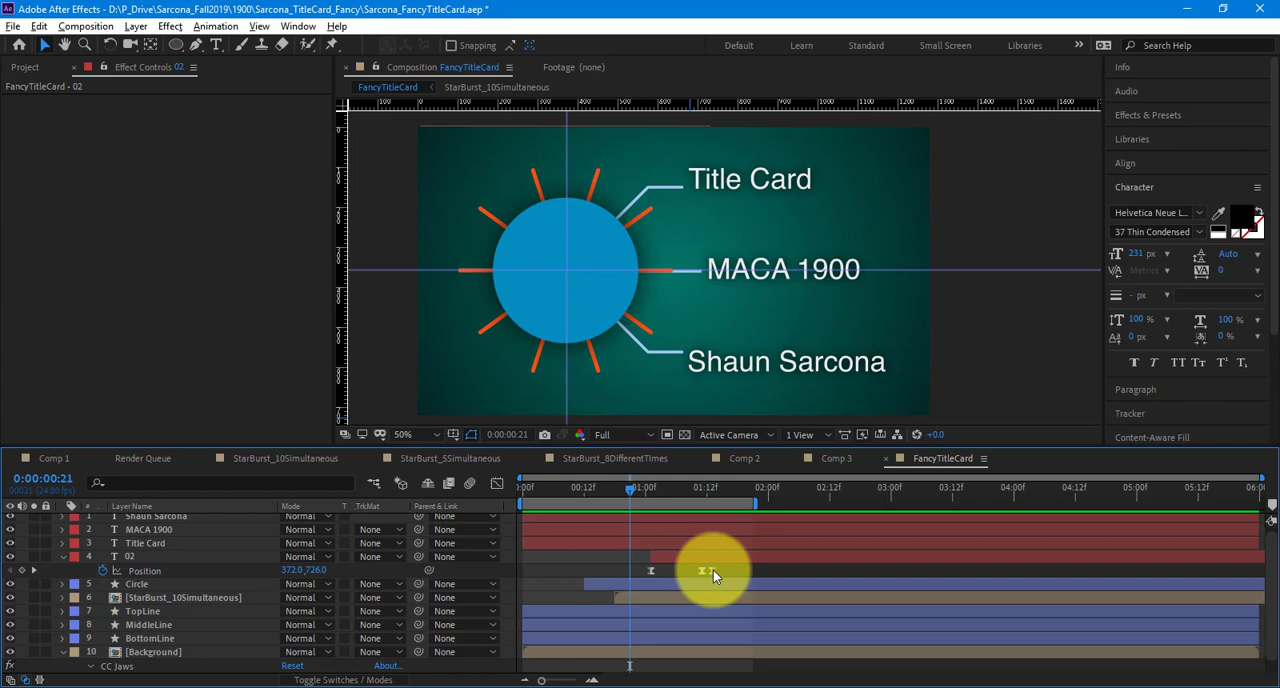 Adobe After Effects - D:\P_Drive\Sarcona_Fall2019\1900\Sarcona_TitleCard_Fancy\Sarcona_FancyTitleCard.aep *
File Edit Composition Layer Effect Animation View Window Help
Snapping Default Learn Standard Small Screen Libraries Search Help
Project Effect Controls 02 Composition FancyTitleCard Footage (none) Info
FancyTitleCard • 02 FancyTitleCard StarBurst_10Simultaneous Audio
Effects & Presets
Libraries
Align
Character
Helvetica Neue L...
37 Thin Condensed
231 px Auto
Metrics 0
- px
100 % 100 %
0 px 0 %
Paragraph
Tracker
Content-Aware Fill
Title Card
MACA 1900
Shaun Sarcona
50% 0:00:00:21 Full Active Camera 1 View +0.0
Comp 1 Render Queue StarBurst_10Simultaneous StarBurst_5Simultaneous StarBurst_8DifferentTImes Comp 2 Comp 3 FancyTitleCard
0:00:00:21
00021 (24.00 fps)
:00f 00:12f 01:00f 01:12f 02:00f 02:12f 03:00f 03:12f 04:00f 04:12f 05:00f 05:12f 06:0
# Layer Name Mode T .TrkMat Parent & Link
1 T Shaun Sarcona Normal None
2 T MACA 1900 Normal None None
3 T Title Card Normal None None
4 T 02 Normal None None
Position 372.0,726.0
5 Circle Normal None None
6 [StarBurst_10Simultaneous] Normal None None
7 TopLine Normal None None
8 MiddleLine Normal None None
9 BottomLine Normal None None
10 [Background] Normal None None
fx CC Jaws Reset About...
Toggle Switches / Modes